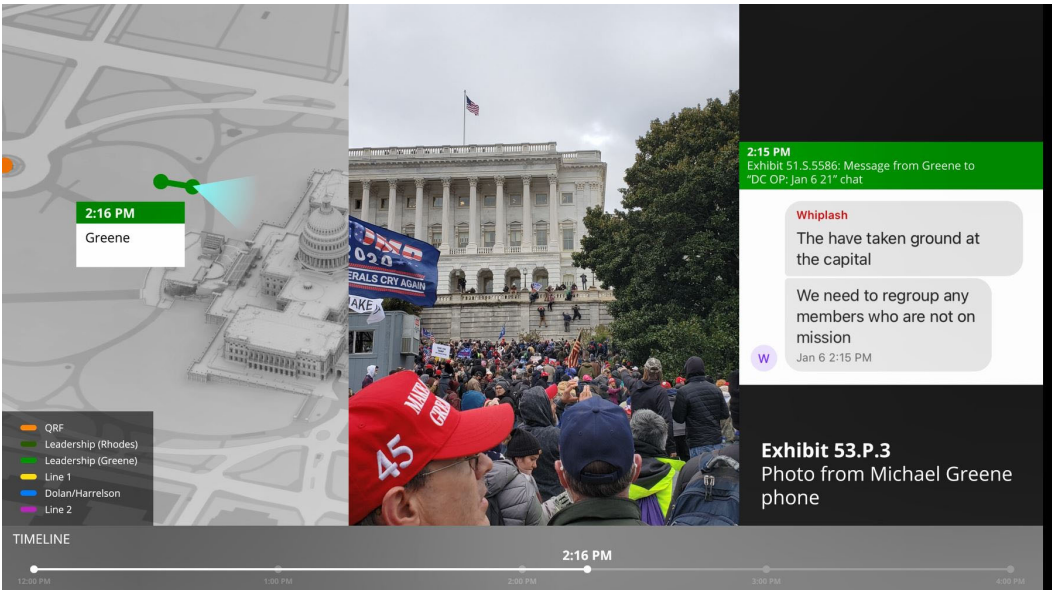 2:16 PM
Greene
QRF
Leadership (Rhodes)
Leadership (Greene)
Line 1
Dolan/Harrelson
Line 2
2020
ERALS CRY AGAIN
AKE
MAKE
GRE
45
2:15 PM
Exhibit 51.S.5586: Message from Greene to
"DC OP: Jan 6 21" chat
Whiplash
The have taken ground at
the capital
We need to regroup any
members who are not on
mission
W
Jan 6 2:15 PM
Exhibit 53.P.3
Photo from Michael Greene
phone
TIMELINE
2:16 PM
12:00 PM
1:00 PM
2:00 PM
3:00 PM
4:00 PM